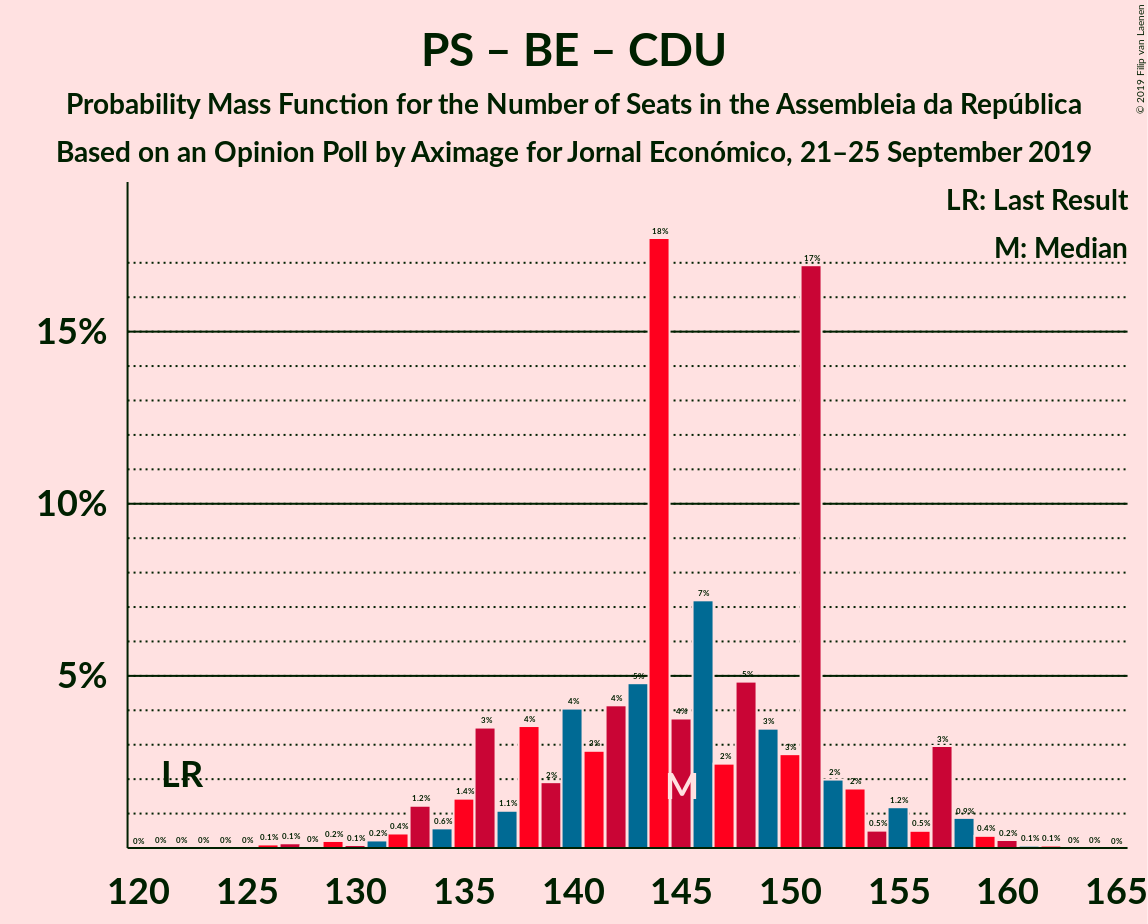 PS – BE – CDU
Probability Mass Function for the Number of Seats in the Assembleia da República
Based on an Opinion Poll by Aximage for Jornal Económico, 21–25 September 2019
© 2019 Filip van Laenen
LR: Last Result
M: Median
15%
10%
5%
LR
M
0% 0% 0% 0% 0% 0% 0.1% 0.1% 0% 0.2% 0.1% 0.2% 0.4% 1.2% 0.6% 1.4% 3% 1.1% 4% 2% 4% 3% 4% 5% 18% 4% 7% 2% 5% 3% 3% 17% 2% 2% 0.5% 1.2% 0.5% 3% 0.9% 0.4% 0.2% 0.1% 0.1% 0% 0% 0%
120 125 130 135 140 145 150 155 160 165